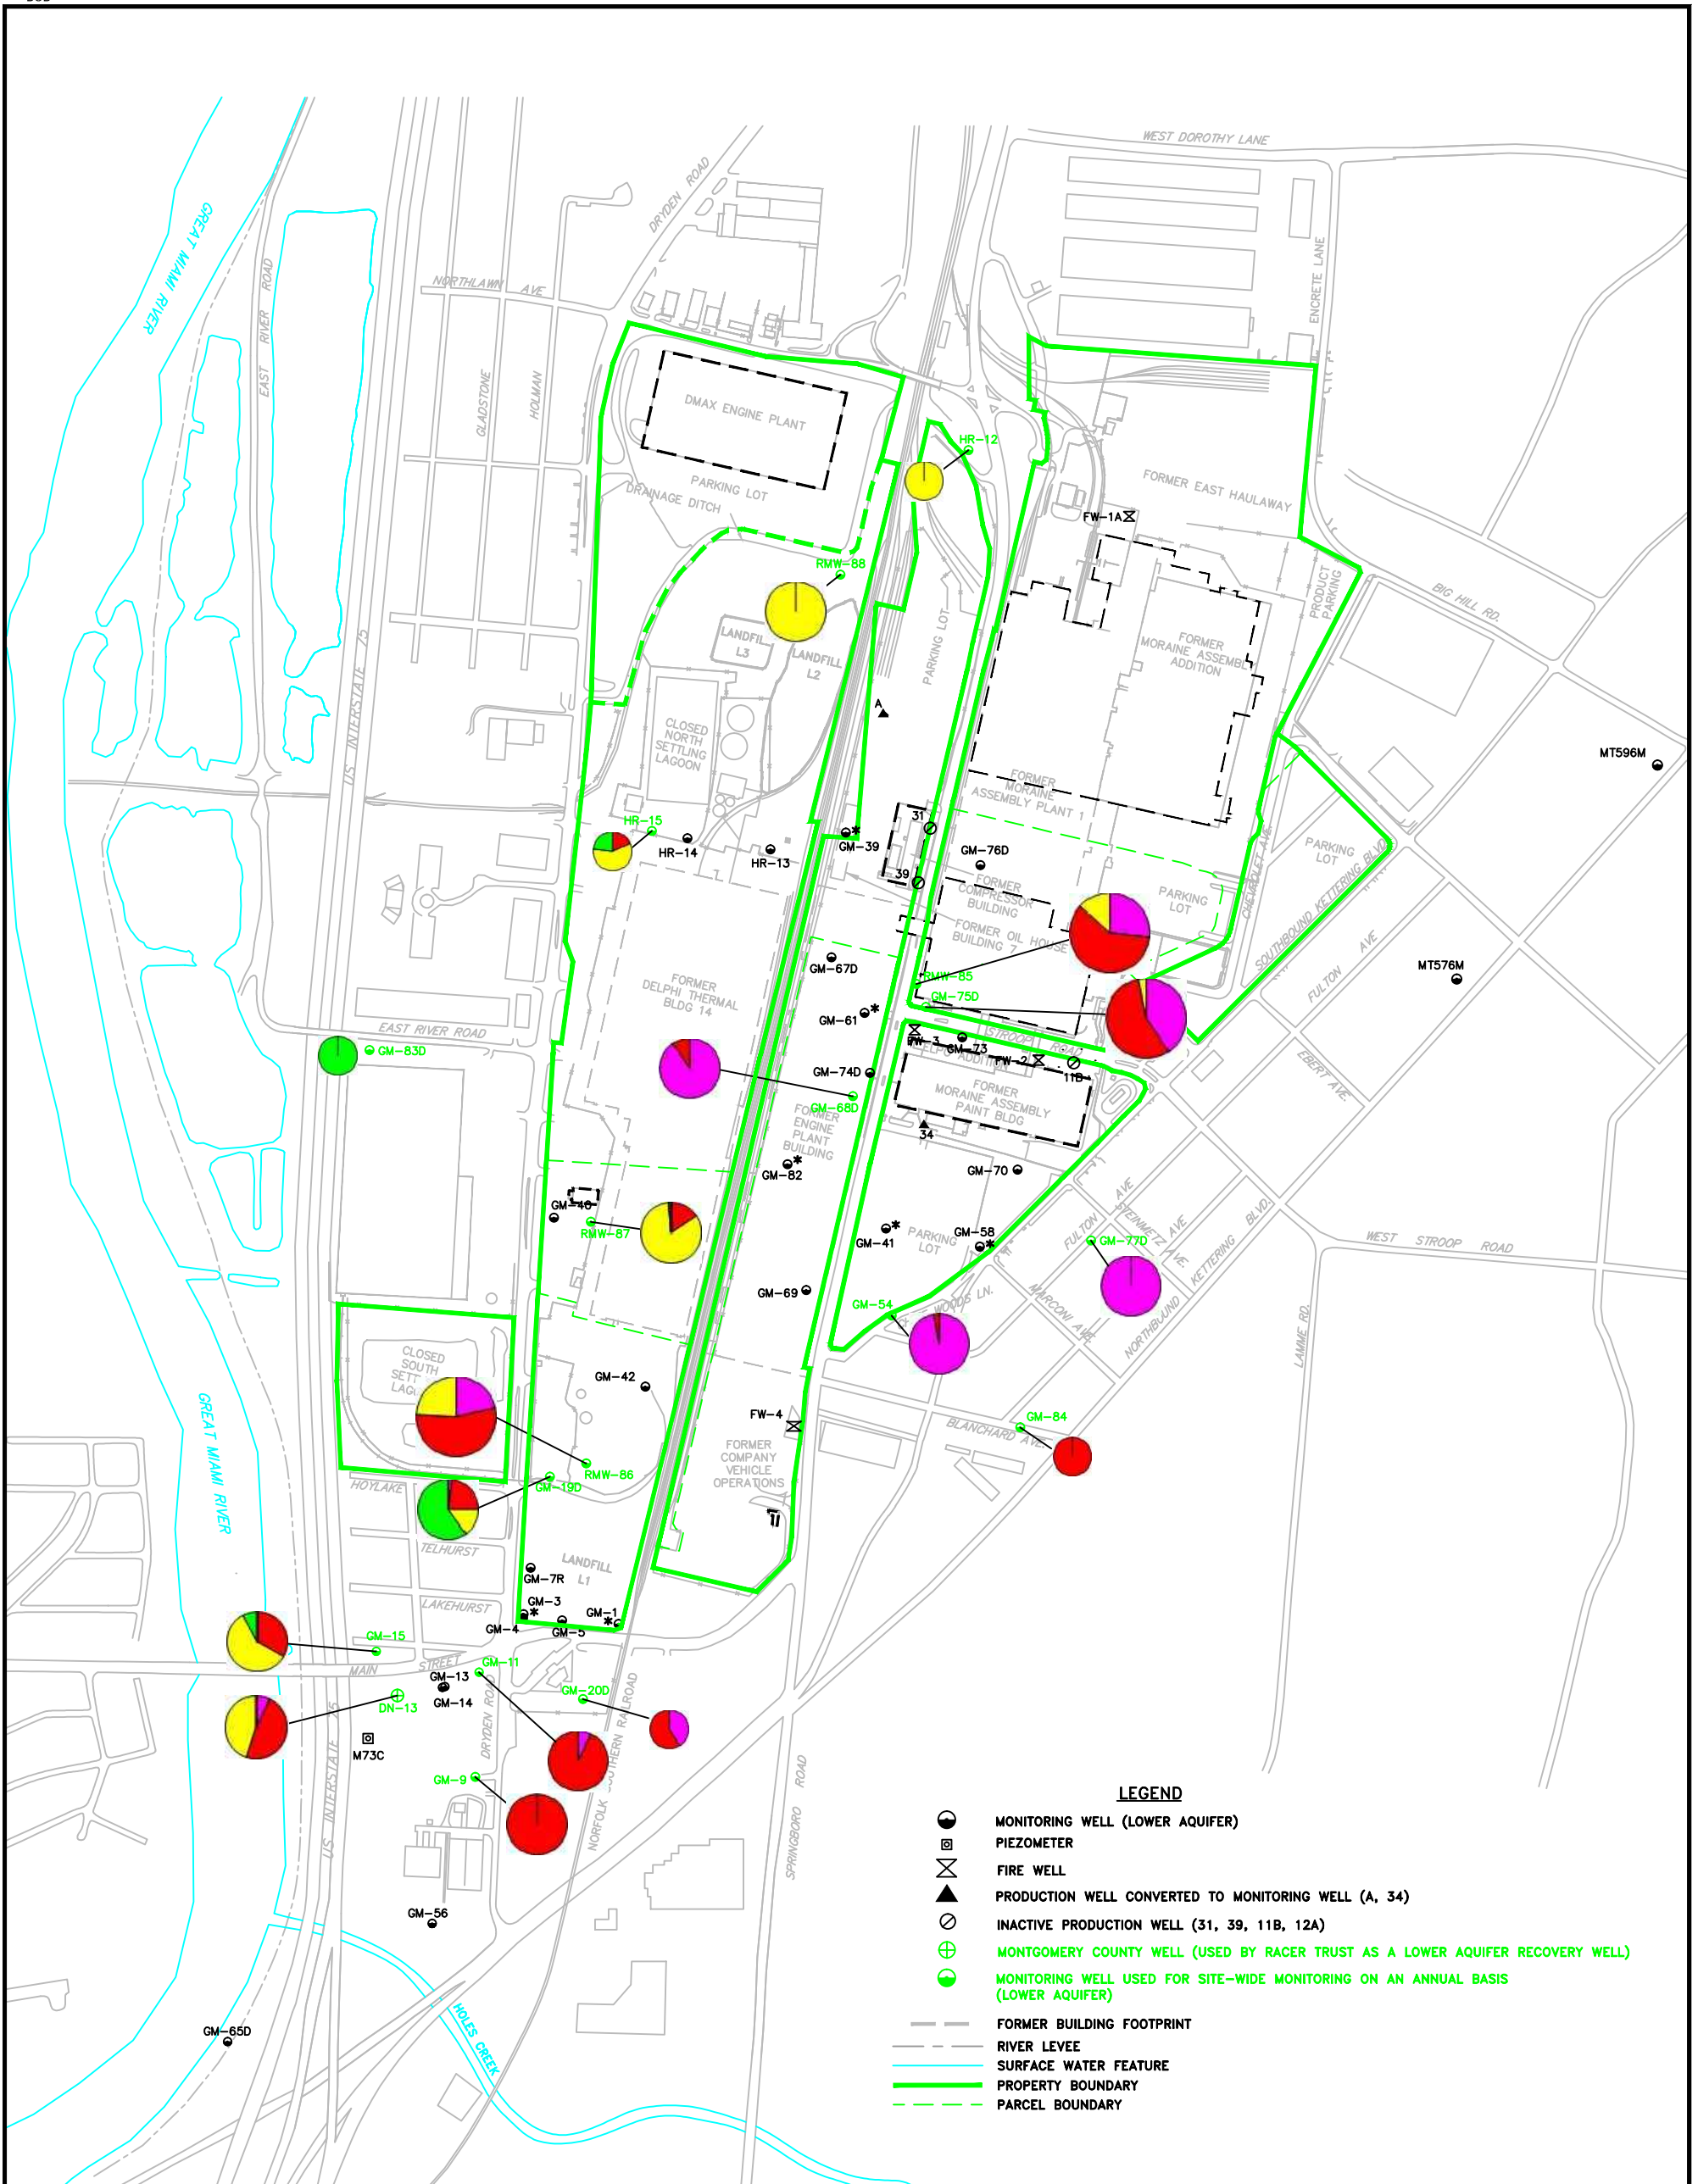 WEST DOROTHY LANE
GREAT MIAMI RIVER
EAST RIVER ROAD
DRYDEN ROAD
ENCRETE LANE
NORTHLAWN AVE
GLADSTONE
HOLMAN
DMAX ENGINE PLANT
PARKING LOT
DRAINAGE DITCH
HR-12
FORMER EAST HAULAWAY
FW-1A
RMW-88
PRODUCT
PARKING
BIG HILL RD.
LANDFIL
L3
LANDFILL
L2
PARKING LOT
FORMER
MORAINE ASSEMBL
ADDITION
US INTERSTATE 75
A
CLOSED
NORTH
SETTLING
LAGOON
MT596M
FORMER
MORAINE
ASSEMBLY PLANT 1
HR-15
HR-14
HR-13
GM-39
31
39
GM-76D
PARKING
LOT
CHEVROLET AVE.
SOUTHBOUND KETTERING BLVD.
FORMER
COMPRESSOR
BUILDING
PARKING
LOT
FORMER OIL HOUSE
BUILDING 7
FULTON AVE
MT576M
GM-67D
RMW-85
GM-75D
FORMER
DELPHI THERMAL
BLDG 14
GM-61
EAST RIVER ROAD
GM-83D
STROOP ROAD
FW-3
GM-73
FW-2
11B
EBERT AVE.
GM-74D
FORMER
MORAINE ASSEMBLY
PAINT BLDG
GM-68D
FORMER
ENGINE
PLANT
BUILDING
34
GM-82
GM-70
GM-40
RMW-87
GM-41
PARKING
LOT
GM-58
FULTON AVE
STEINMETZ AVE.
GM-77D
NORTHBOUND KETTERING BLVD.
WEST STROOP ROAD
GM-69
GM-54
WOODS LN.
MARCONI AVE.
LAMME RD.
CLOSED
SOUTH
SETT
LAG
GM-42
FW-4
BLANCHARD AVE.
GM-84
GREAT MIAMI RIVER
FORMER
COMPANY
VEHICLE
OPERATIONS
RMW-86
GM-19D
HOYLAKE
TELHURST
LANDFILL
L1
GM-7R
LAKEHURST
GM-3
GM-4
GM-5
GM-1
GM-15
MAIN STREET
GM-11
GM-13
GM-14
DN-13
GM-20D
M73C
DRYDEN ROAD
US INTERSTATE 75
GM-9
NORFOLK SOUTHERN RAILROAD
SPRINGBORO ROAD
GM-56
GM-65D
HOLES CREEK
LEGEND
MONITORING WELL (LOWER AQUIFER)
PIEZOMETER
FIRE WELL
PRODUCTION WELL CONVERTED TO MONITORING WELL (A, 34)
INACTIVE PRODUCTION WELL (31, 39, 11B, 12A)
MONTGOMERY COUNTY WELL (USED BY RACER TRUST AS A LOWER AQUIFER RECOVERY WELL)
MONITORING WELL USED FOR SITE-WIDE MONITORING ON AN ANNUAL BASIS
(LOWER AQUIFER)
FORMER BUILDING FOOTPRINT
RIVER LEVEE
SURFACE WATER FEATURE
PROPERTY BOUNDARY
PARCEL BOUNDARY